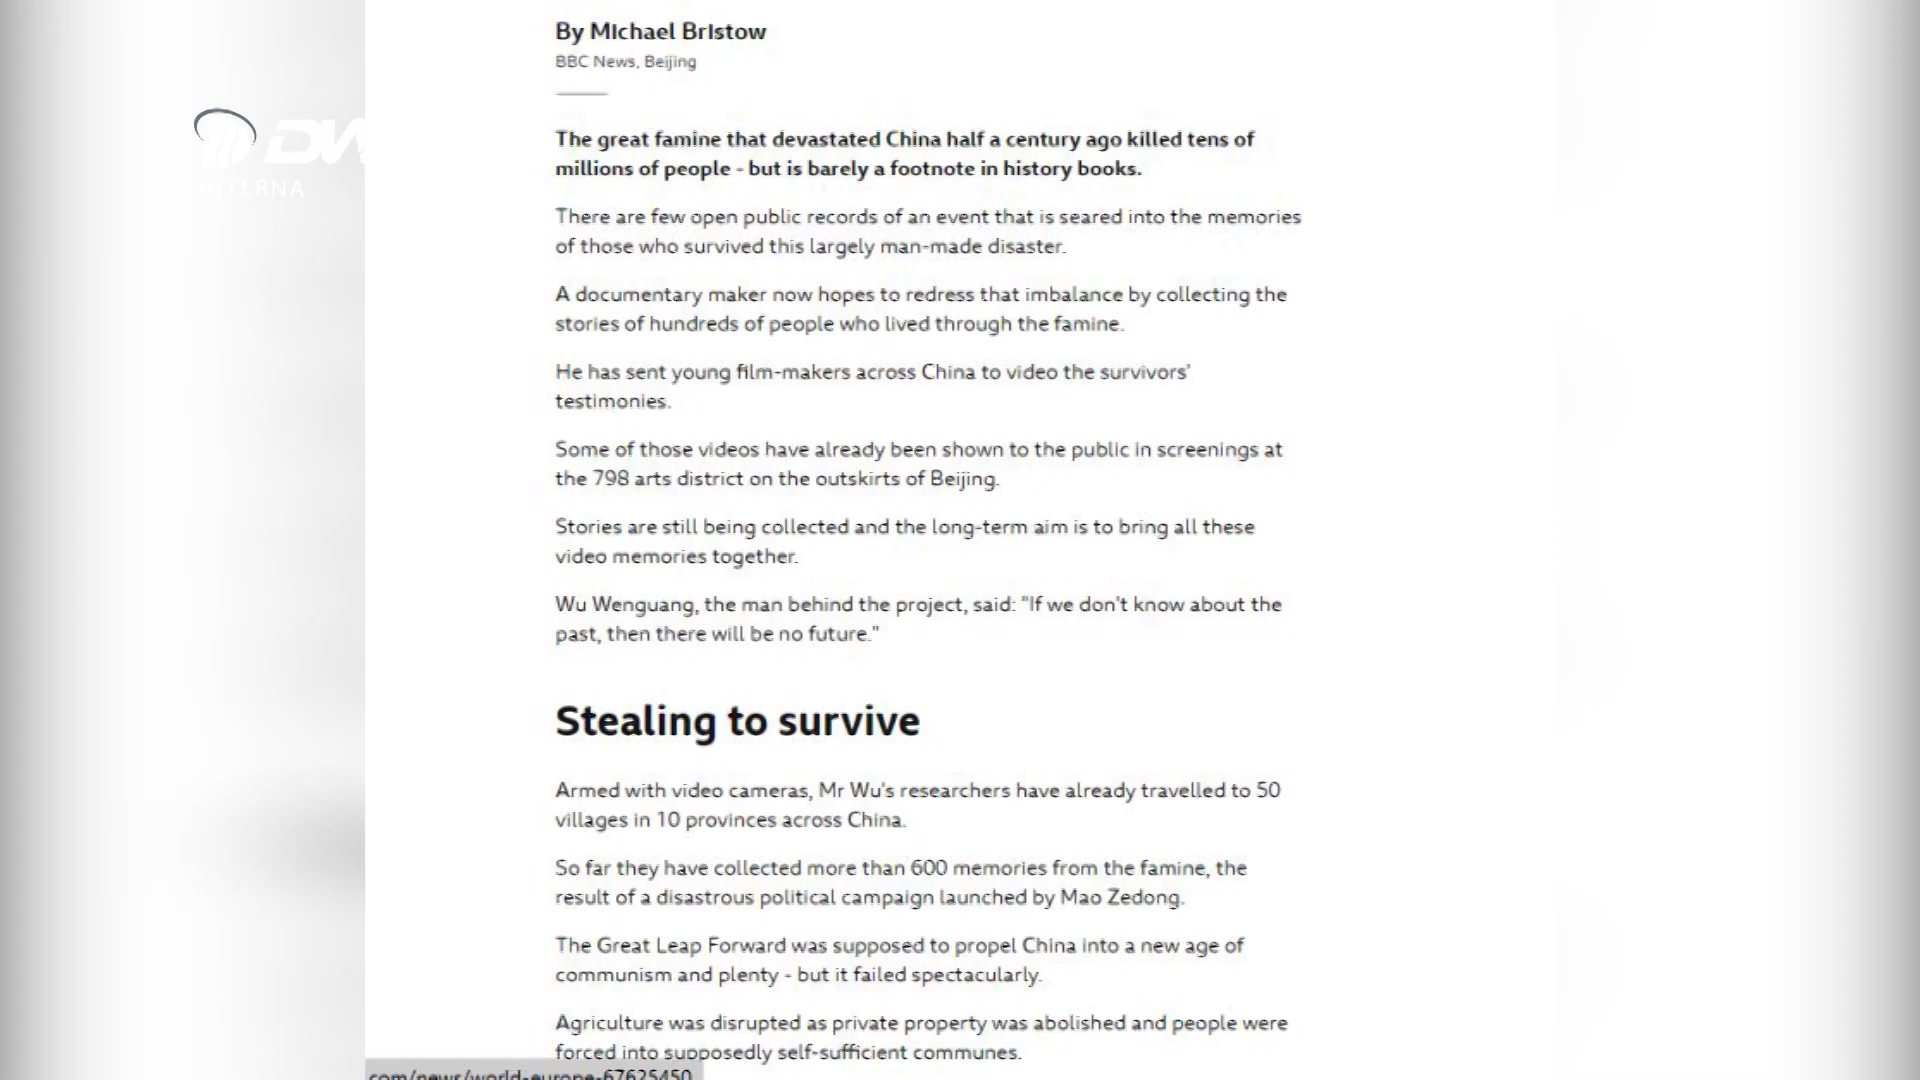 By Michael Bristow
BBC News, Beijing
The great famine that devastated China half a century ago killed tens of
millions of people - but is barely a footnote in history books.
There are few open public records of an event that is seared into the memories
of those who survived this largely man-made disaster.
A documentary maker now hopes to redress that imbalance by collecting the
stories of hundreds of people who lived through the famine.
He has sent young film-makers across China to video the survivors'
testimonies.
Some of those videos have already been shown to the public in screenings at
the 798 arts district on the outskirts of Beijing.
Stories are still being collected and the long-term aim is to bring all these
video memories together.
Wu Wenguang, the man behind the project, said: "If we don't know about the
past, then there will be no future."
Stealing to survive
Armed with video cameras, Mr Wu's researchers have already travelled to 50
villages in 10 provinces across China.
So far they have collected more than 600 memories from the famine, the
result of a disastrous political campaign launched by Mao Zedong.
The Great Leap Forward was supposed to propel China into a new age of
communism and plenty - but it failed spectacularly.
Agriculture was disrupted as private property was abolished and people were
forced into supposedly self-sufficient communes.
com/news/world-europe-67625450
DW
INTERNA